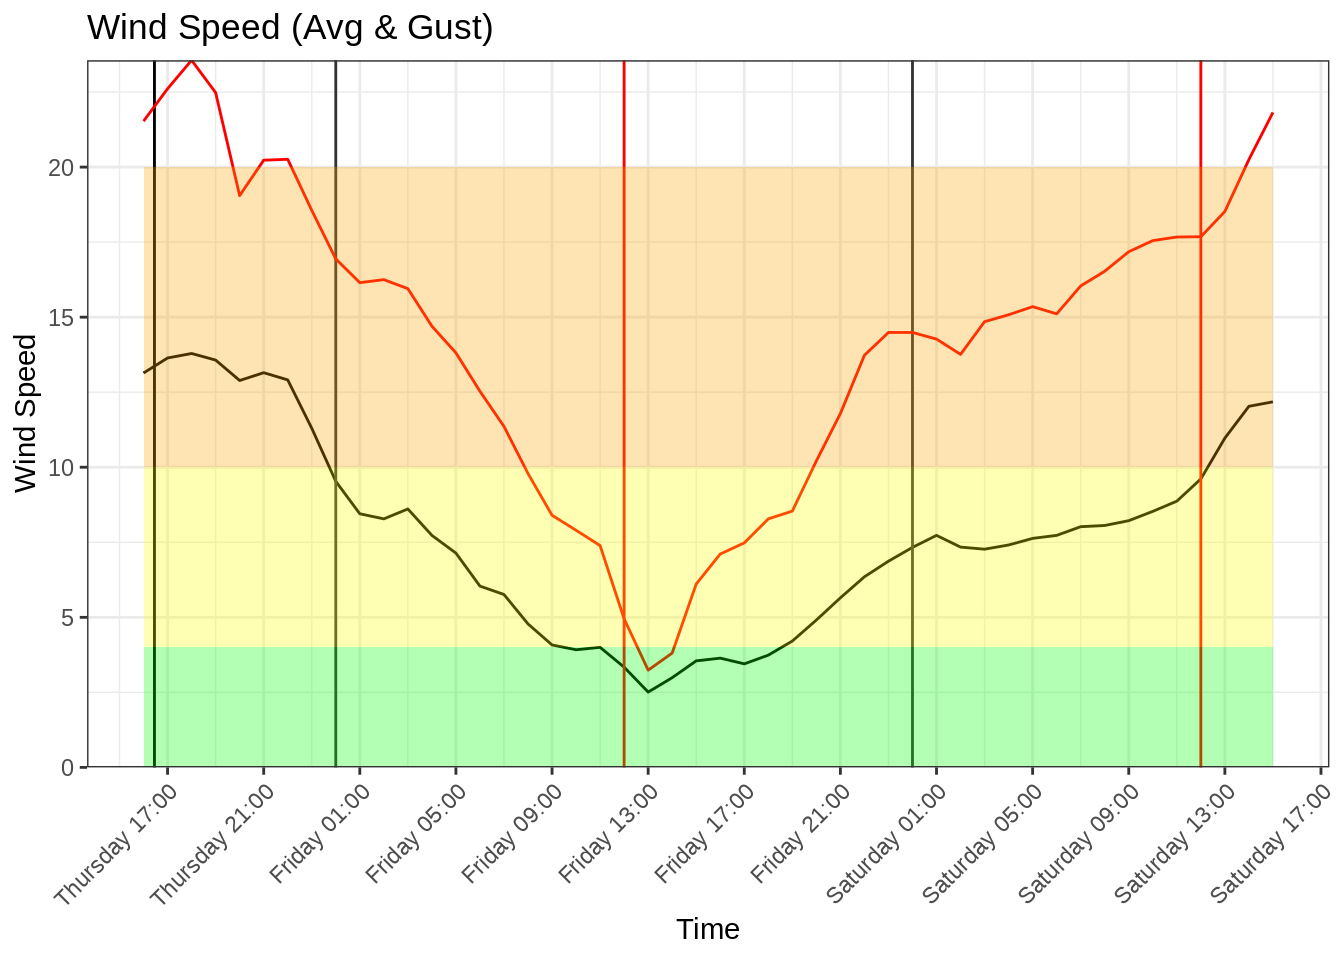 Wind Speed (Avg & Gust)
Wind Speed
20
15
10
5
0
Thursday 17:00
Thursday 21:00
Friday 01:00
Friday 05:00
Friday 09:00
Friday 13:00
Friday 17:00
Friday 21:00
Saturday 01:00
Saturday 05:00
Saturday 09:00
Saturday 13:00
Saturday 17:00
Time